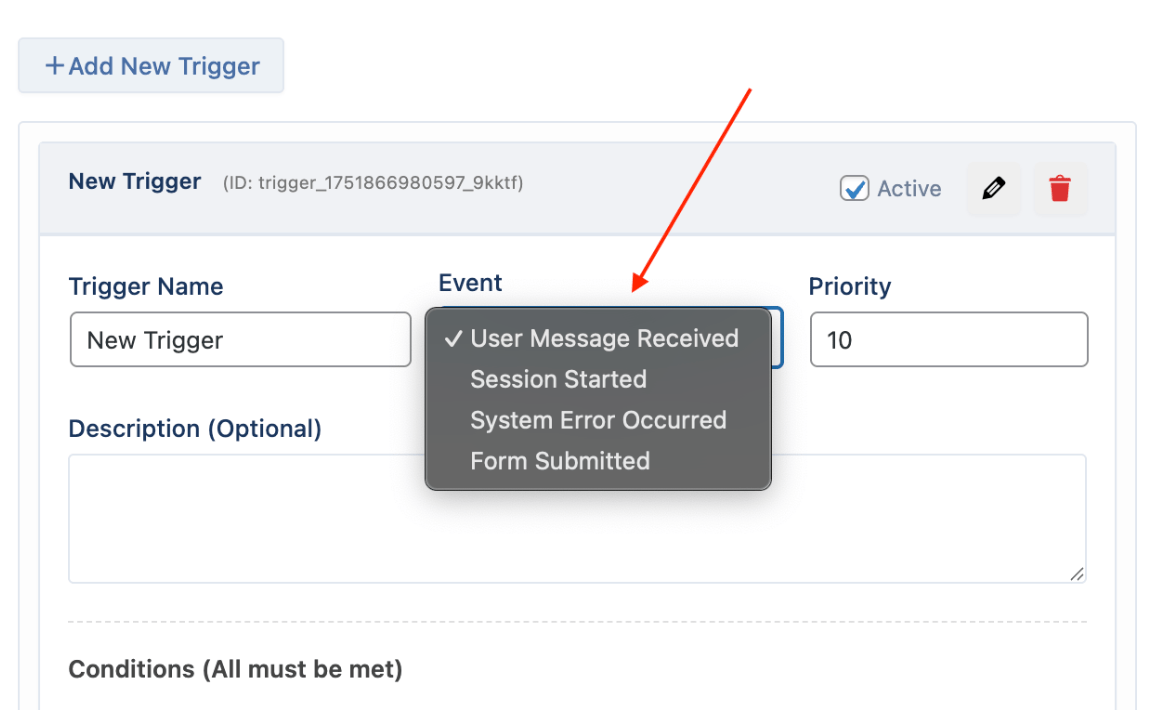 +Add New Trigger
New Trigger (ID: trigger_1751866980597_9kktf)
Active
Trigger Name
Event
Priority
New Trigger
✓ User Message Received
Session Started
System Error Occurred
Form Submitted
10
Description (Optional)
Conditions (All must be met)